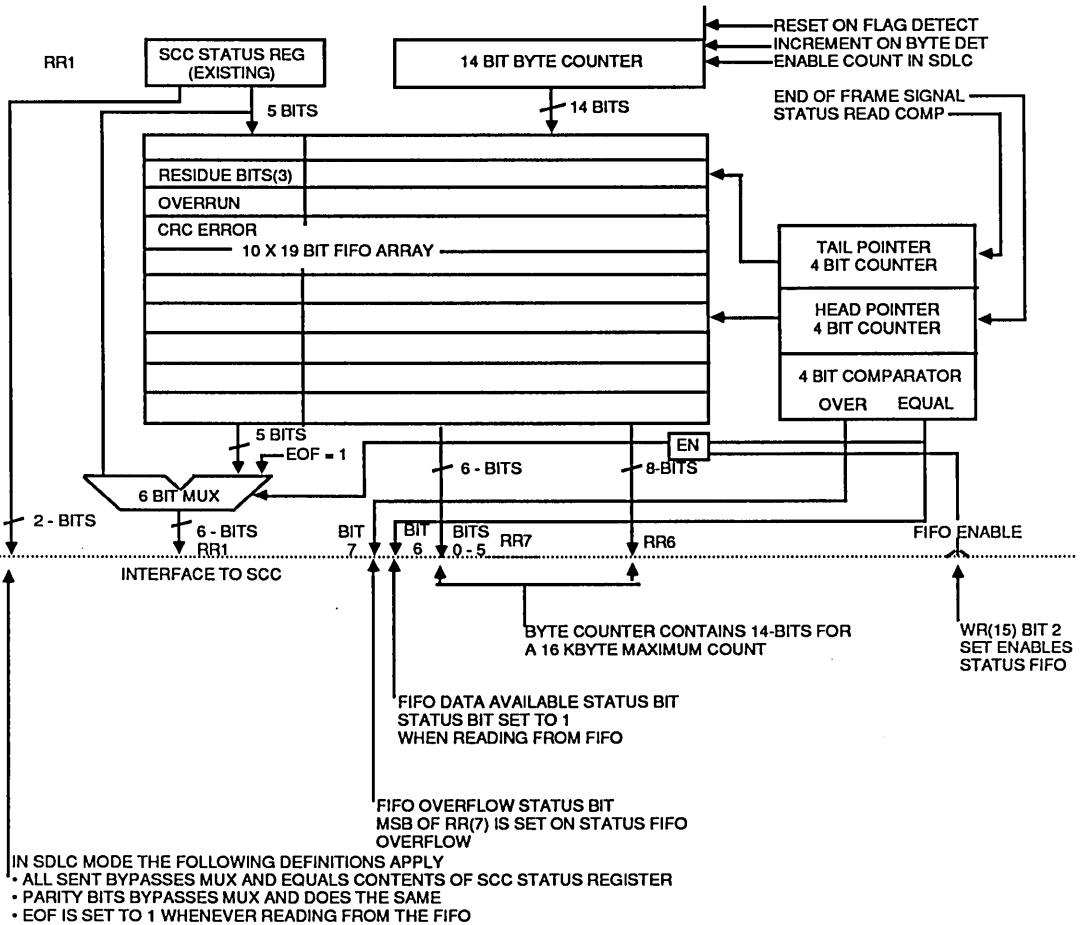 RESET ON FLAG DETECT
INCREMENT ON BYTE DET
ENABLE COUNT IN SDLC
RR1
SCC STATUS REG
(EXISTING)
14 BIT BYTE COUNTER
5 BITS
14 BITS
END OF FRAME SIGNAL
STATUS READ COMP
RESIDUE BITS(3)
OVERRUN
CRC ERROR
10 X 19 BIT FIFO ARRAY
TAIL POINTER
4 BIT COUNTER
HEAD POINTER
4 BIT COUNTER
4 BIT COMPARATOR
OVER EQUAL
5 BITS
EOF = 1
6 - BITS
8-BITS
EN
6 BIT MUX
2 - BITS
6 - BITS
RR1
BIT
7
BIT
6
BITS
0 - 5
RR7
RR6
FIFO ENABLE
INTERFACE TO SCC
BYTE COUNTER CONTAINS 14-BITS FOR
A 16 KBYTE MAXIMUM COUNT
WR(15) BIT 2
SET ENABLES
STATUS FIFO
FIFO DATA AVAILABLE STATUS BIT
STATUS BIT SET TO 1
WHEN READING FROM FIFO
FIFO OVERFLOW STATUS BIT
MSB OF RR(7) IS SET ON STATUS FIFO
OVERFLOW
IN SDLC MODE THE FOLLOWING DEFINITIONS APPLY
• ALL SENT BYPASSES MUX AND EQUALS CONTENTS OF SCC STATUS REGISTER
• PARITY BITS BYPASSES MUX AND DOES THE SAME
• EOF IS SET TO 1 WHENEVER READING FROM THE FIFO